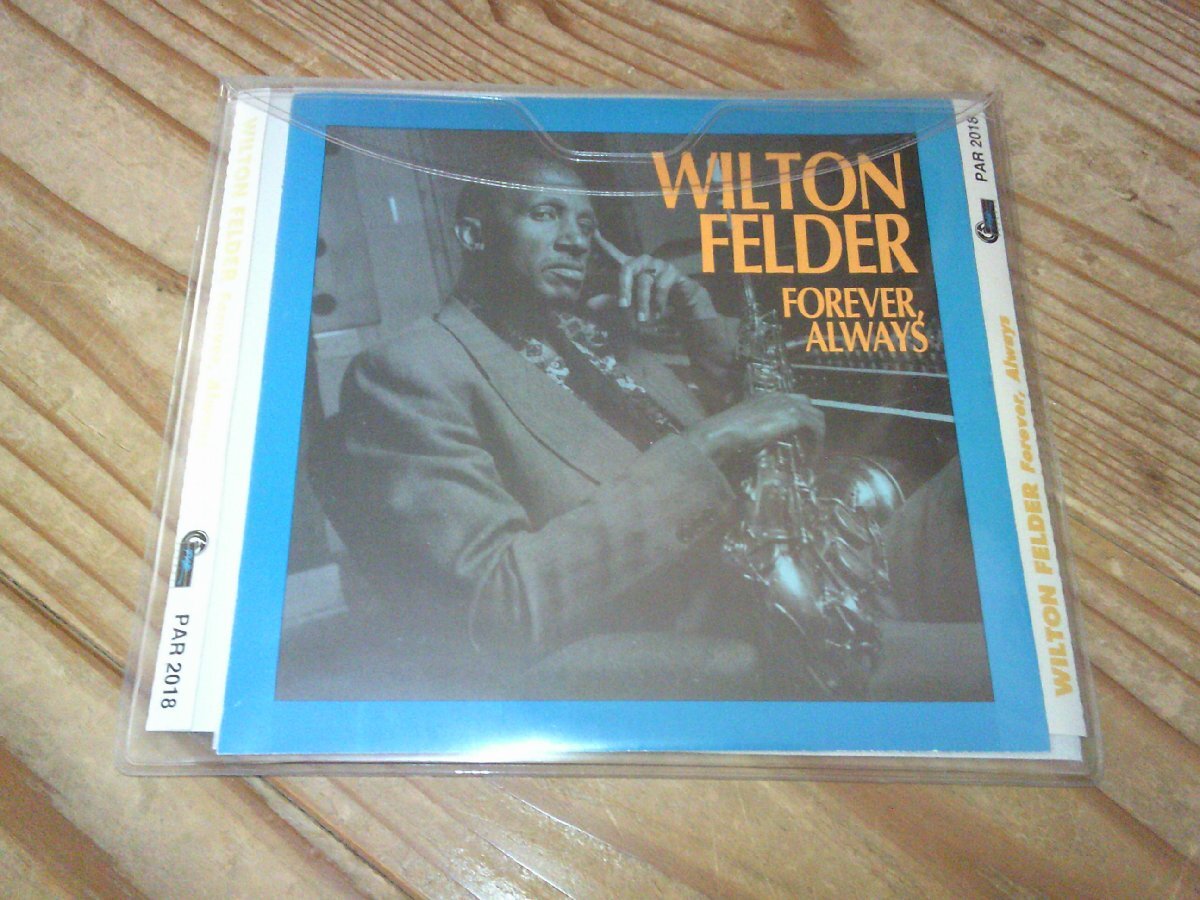 WILTON
FELDER
FOREVER,
ALWAYS
WILTON FELDER
PAR 2018
PAR 2018
WILTON FELDER Forever, Always